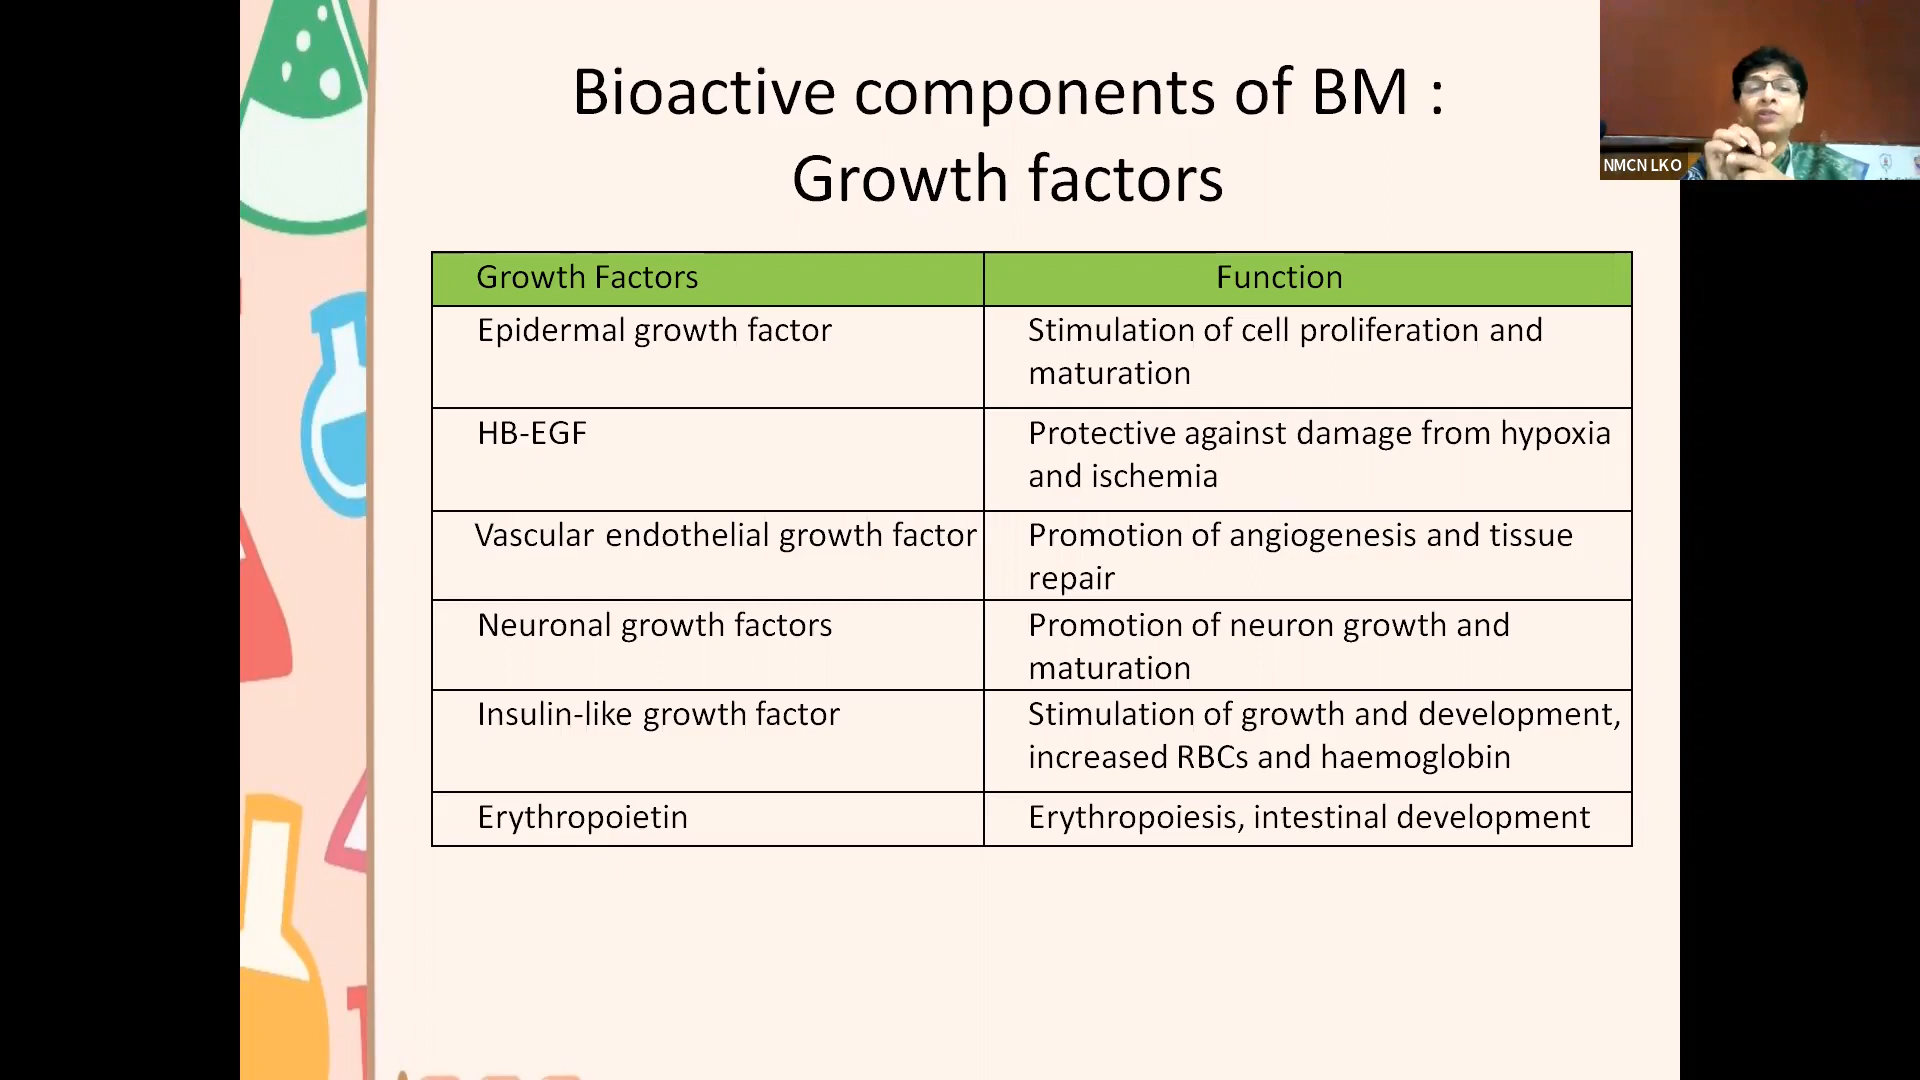 Bioactive components of BM :
Growth factors
NMCN LKO
Growth Factors
Function
Epidermal growth factor
Stimulation of cell proliferation and
maturation
HB-EGF
Protective against damage from hypoxia
and ischemia
Vascular endothelial growth factor
Promotion of angiogenesis and tissue
repair
Neuronal growth factors
Promotion of neuron growth and
maturation
Insulin-like growth factor
Stimulation of growth and development,
increased RBCs and haemoglobin
Erythropoietin
Erythropoiesis, intestinal development